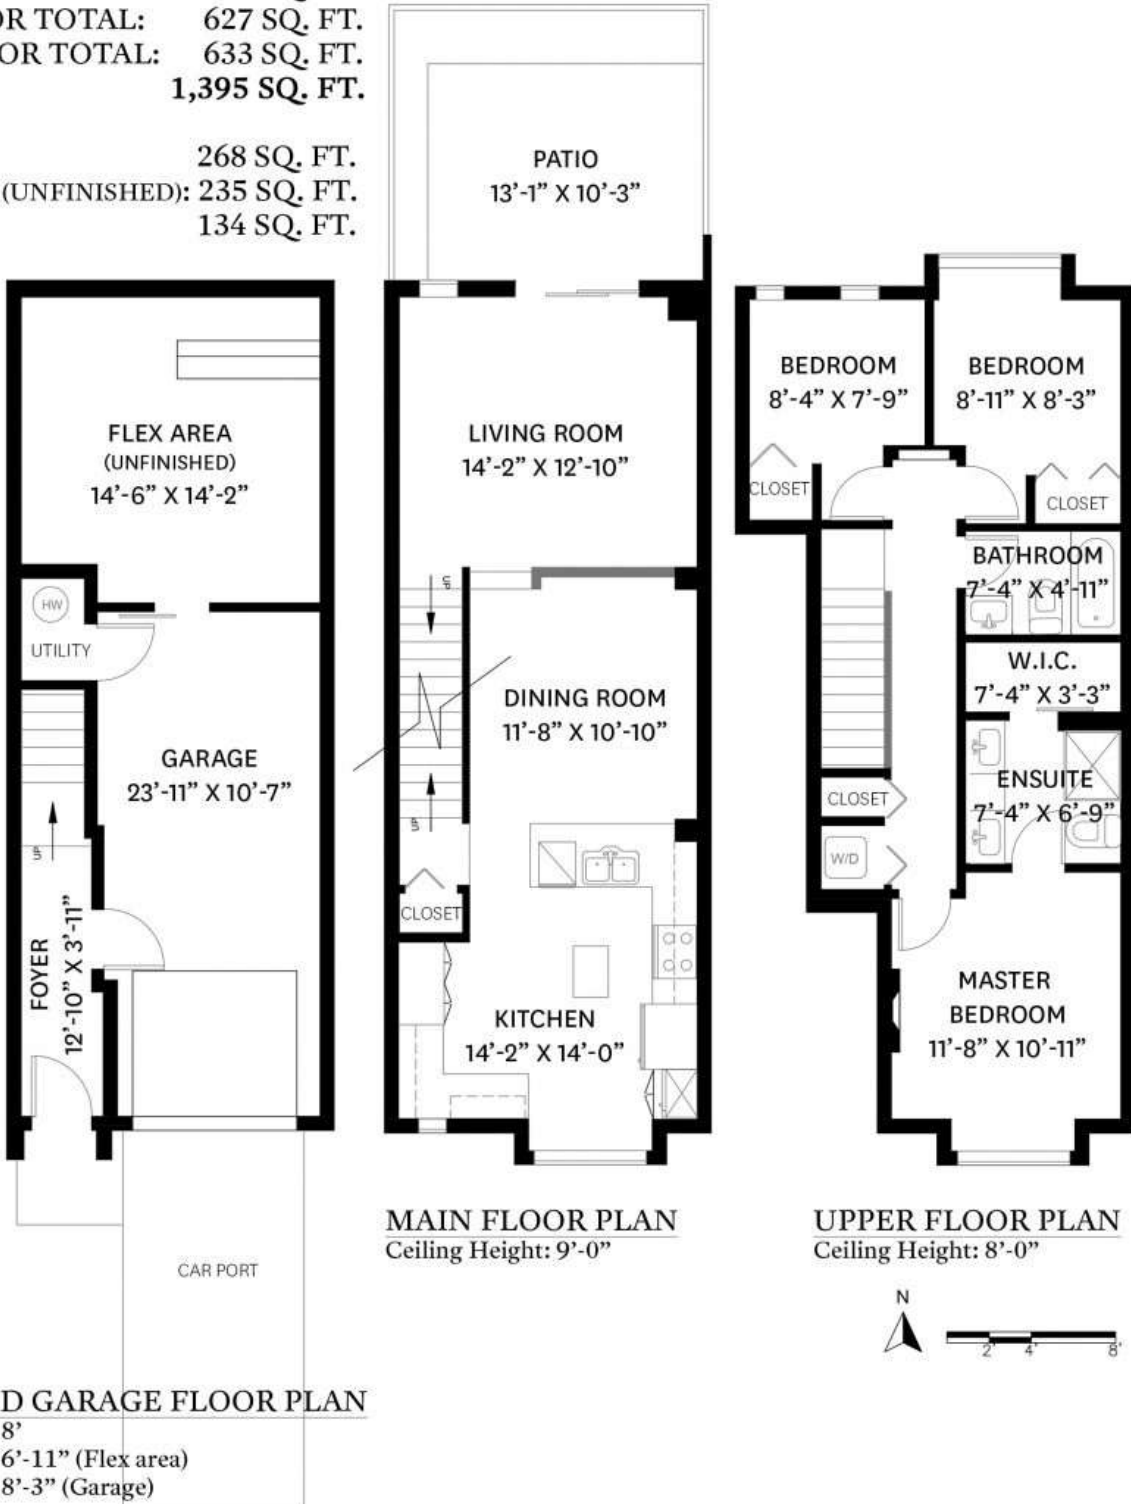 OR TOTAL: 627 SQ. FT.
OOR TOTAL: 633 SQ. FT.
1,395 SQ. FT.
268 SQ. FT.
(UNFINISHED): 235 SQ. FT.
134 SQ. FT.
PATIO
13'-1" X 10'-3"
FLEX AREA
(UNFINISHED)
14'-6" X 14'-2"
HW
UTILITY
GARAGE
23'-11" X 10'-7"
UP
FOYER
12'-10" X 3'-11"
CAR PORT
D GARAGE FLOOR PLAN
8'
6'-11" (Flex area)
8'-3" (Garage)
LIVING ROOM
14'-2" X 12'-10"
UP
DINING ROOM
11'-8" X 10'-10"
UP
CLOSET
KITCHEN
14'-2" X 14'-0"
MAIN FLOOR PLAN
Ceiling Height: 9'-0"
BEDROOM
8'-4" X 7'-9"
CLOSET
BEDROOM
8'-11" X 8'-3"
CLOSET
BATHROOM
7'-4" X 4'-11"
W.I.C.
7'-4" X 3'-3"
ENSUITE
7'-4" X 6'-9"
CLOSET
W/D
MASTER
BEDROOM
11'-8" X 10'-11"
UPPER FLOOR PLAN
Ceiling Height: 8'-0"
N
2' 4' 8'